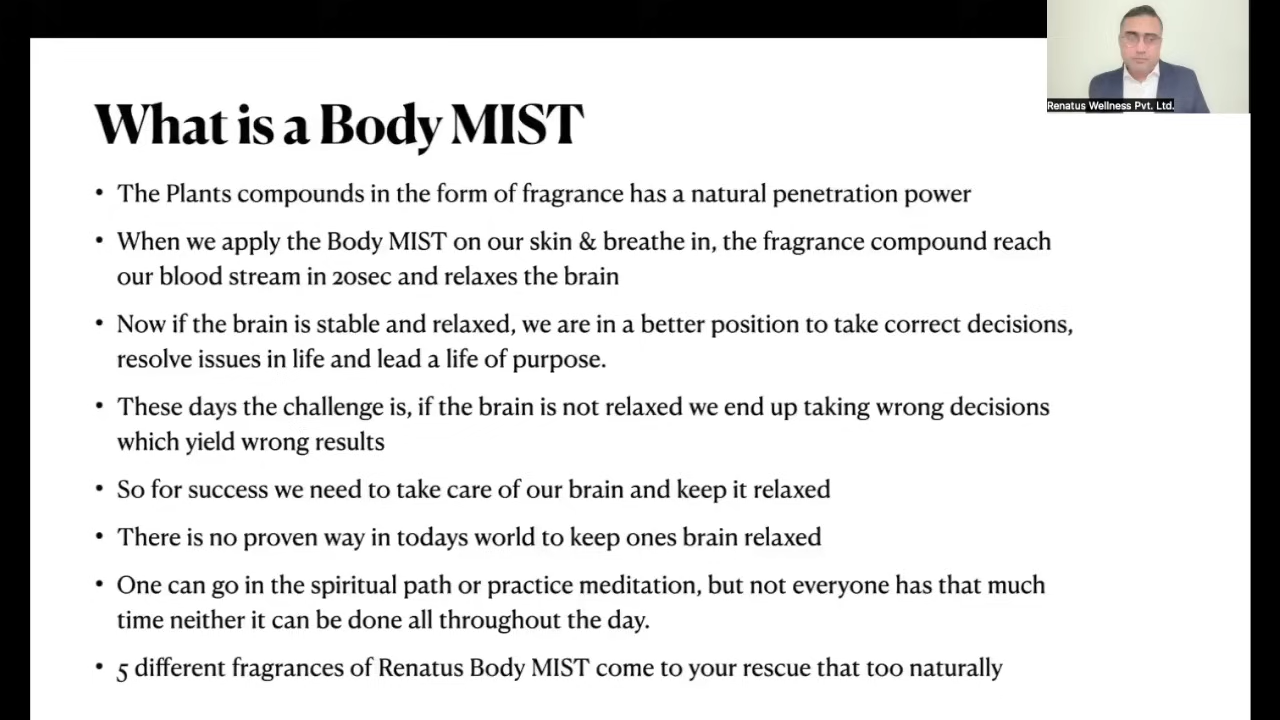 Renatus Wellness Pvt. Ltd.
What is a Body MIST
• The Plants compounds in the form of fragrance has a natural penetration power
• When we apply the Body MIST on our skin & breathe in, the fragrance compound reach
our blood stream in 20sec and relaxes the brain
• Now if the brain is stable and relaxed, we are in a better position to take correct decisions,
resolve issues in life and lead a life of purpose.
• These days the challenge is, if the brain is not relaxed we end up taking wrong decisions
which yield wrong results
• So for success we need to take care of our brain and keep it relaxed
• There is no proven way in todays world to keep ones brain relaxed
• One can go in the spiritual path or practice meditation, but not everyone has that much
time neither it can be done all throughout the day.
• 5 different fragrances of Renatus Body MIST come to your rescue that too naturally